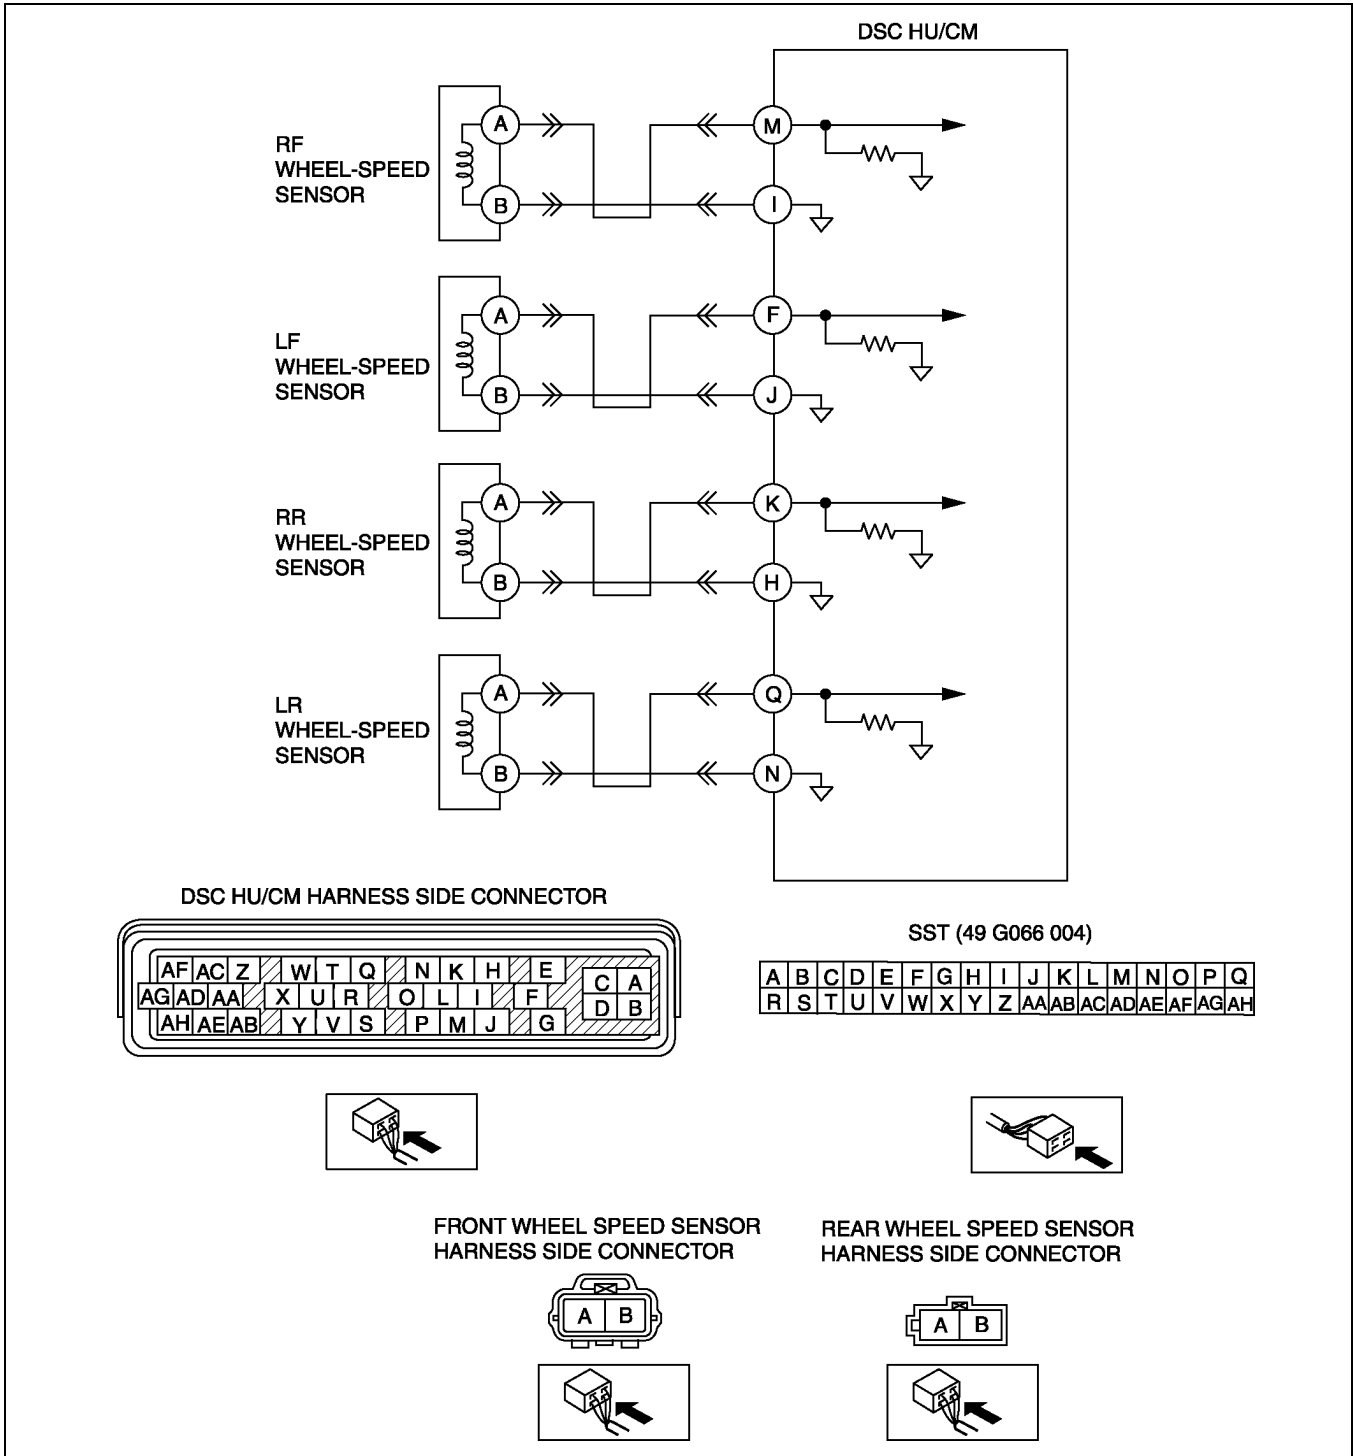 DSC HU/CM
RF
WHEEL-SPEED
SENSOR
A
B
M
I
LF
WHEEL-SPEED
SENSOR
A
B
F
J
RR
WHEEL-SPEED
SENSOR
A
B
K
H
LR
WHEEL-SPEED
SENSOR
A
B
Q
N
DSC HU/CM HARNESS SIDE CONNECTOR
AF AC Z W T Q N K H E
AG AD AA X U R O L I F
AH AE AB Y V S P M J G
C A
D B
SST (49 G066 004)
A B C D E F G H I J K L M N O P Q
R S T U V W X Y Z AA AB AC AD AE AF AG AH
FRONT WHEEL SPEED SENSOR
HARNESS SIDE CONNECTOR
A B
REAR WHEEL SPEED SENSOR
HARNESS SIDE CONNECTOR
A B